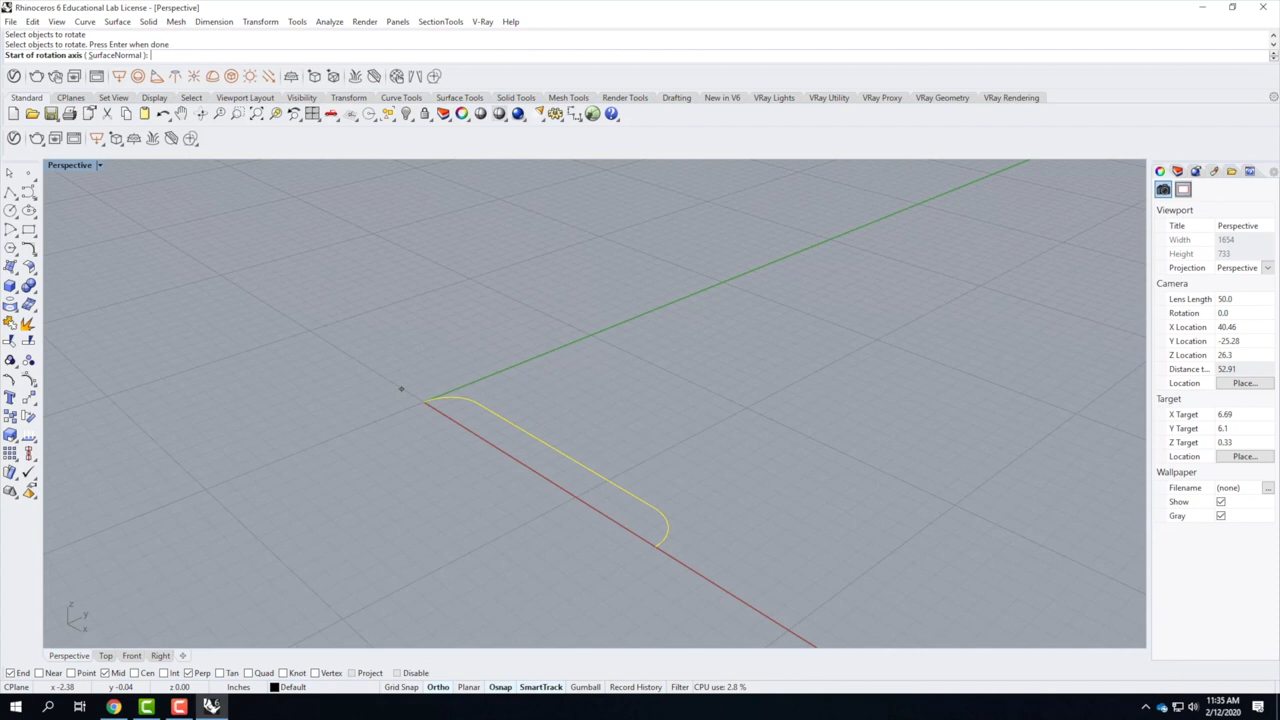 Rhinoceros 6 Educational Lab License - [Perspective]
File Edit View Curve Surface Solid Mesh Dimension Transform Tools Analyze Render Panels SectionTools V-Ray Help
Select objects to rotate
Select objects to rotate. Press Enter when done
Start of rotation axis ( SurfaceNormal ):
Standard CPlanes Set View Display Select Viewport Layout Visibility Transform Curve Tools Surface Tools Solid Tools Mesh Tools Render Tools Drafting New in V6 VRay Lights VRay Utility VRay Proxy VRay Geometry VRay Rendering
Perspective
Viewport
Title Perspective
Width 1654
Height 733
Projection Perspective
Camera
Lens Length 50.0
Rotation 0.0
X Location 40.46
Y Location -25.28
Z Location 26.3
Distance t... 52.91
Location Place...
Target
X Target 6.69
Y Target 6.1
Z Target 0.33
Location Place...
Wallpaper
Filename (none) ...
Show
Gray
z
y
x
Perspective Top Front Right
End Near Point Mid Cen Int Perp Tan Quad Knot Vertex Project Disable
CPlane x -2.38 y -0.04 z 0.00 Inches Default Grid Snap Ortho Planar Osnap SmartTrack Gumball Record History Filter CPU use: 2.8 %
11:35 AM
2/12/2020